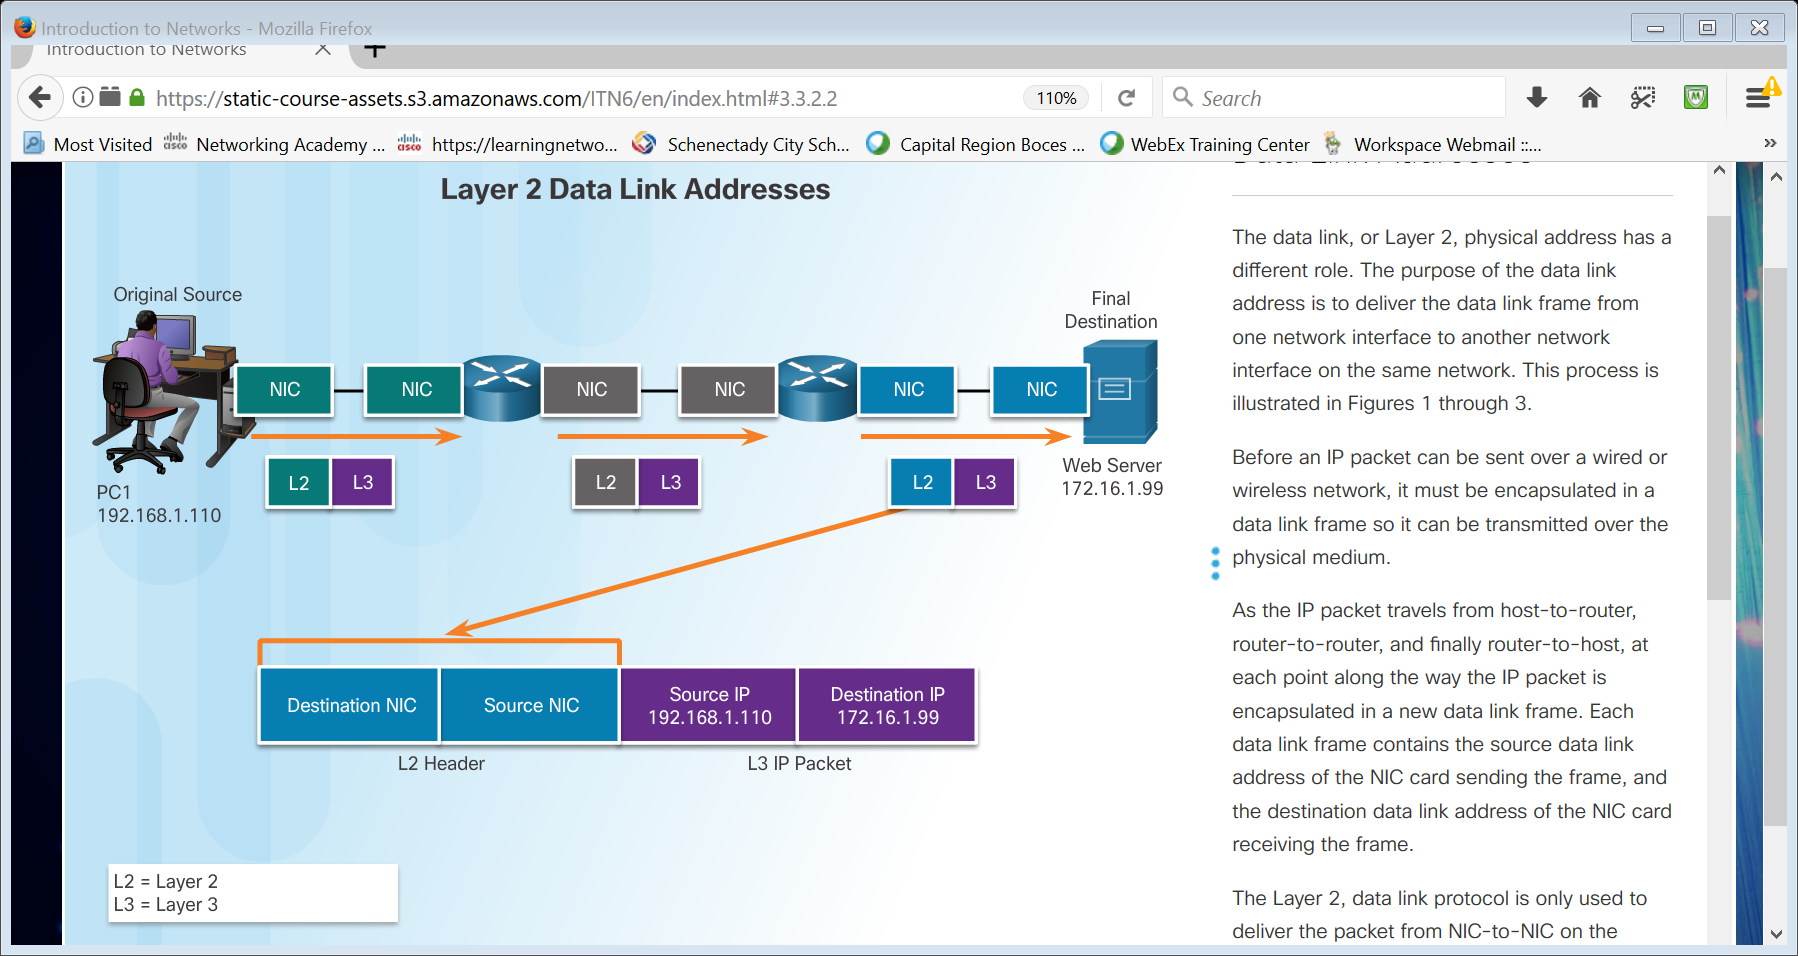 Introduction to Networks - Mozilla Firefox
Introduction to Networks
https://static-course-assets.s3.amazonaws.com/ITN6/en/index.html#3.3.2.2
110%
Search
Most Visited
Networking Academy ...
https://learningnetwo...
Schenectady City Sch...
Capital Region Boces ...
WebEx Training Center
Workspace Webmail ::...
Layer 2 Data Link Addresses
Original Source
Final
Destination
NIC
NIC
NIC
NIC
NIC
NIC
L2
L3
L2
L3
L2
L3
PC1
192.168.1.110
Web Server
172.16.1.99
Destination NIC
Source NIC
Source IP
192.168.1.110
Destination IP
172.16.1.99
L2 Header
L3 IP Packet
L2 = Layer 2
L3 = Layer 3
The data link, or Layer 2, physical address has a
different role. The purpose of the data link
address is to deliver the data link frame from
one network interface to another network
interface on the same network. This process is
illustrated in Figures 1 through 3.
Before an IP packet can be sent over a wired or
wireless network, it must be encapsulated in a
data link frame so it can be transmitted over the
physical medium.
As the IP packet travels from host-to-router,
router-to-router, and finally router-to-host, at
each point along the way the IP packet is
encapsulated in a new data link frame. Each
data link frame contains the source data link
address of the NIC card sending the frame, and
the destination data link address of the NIC card
receiving the frame.
The Layer 2, data link protocol is only used to
deliver the packet from NIC-to-NIC on the